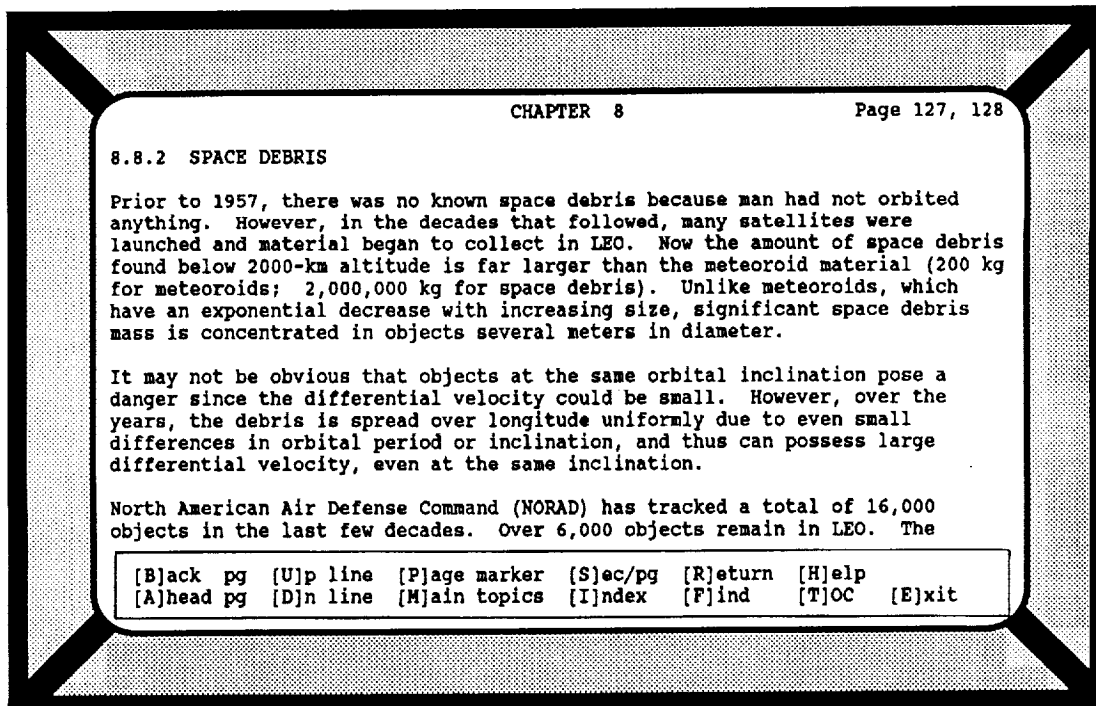 CHAPTER 8 Page 127, 128
8.8.2 SPACE DEBRIS
Prior to 1957, there was no known space debris because man had not orbited
anything. However, in the decades that followed, many satellites were
launched and material began to collect in LEO. Now the amount of space debris
found below 2000-km altitude is far larger than the meteoroid material (200 kg
for meteoroids; 2,000,000 kg for space debris). Unlike meteoroids, which
have an exponential decrease with increasing size, significant space debris
mass is concentrated in objects several meters in diameter.
It may not be obvious that objects at the same orbital inclination pose a
danger since the differential velocity could be small. However, over the
years, the debris is spread over longitude uniformly due to even small
differences in orbital period or inclination, and thus can possess large
differential velocity, even at the same inclination.
North American Air Defense Command (NORAD) has tracked a total of 16,000
objects in the last few decades. Over 6,000 objects remain in LEO. The
[B]ack pg [U]p line [P]age marker [S]ec/pg [R]eturn [H]elp
[A]head pg [D]n line [M]ain topics [I]ndex [F]ind [T]OC [E]xit